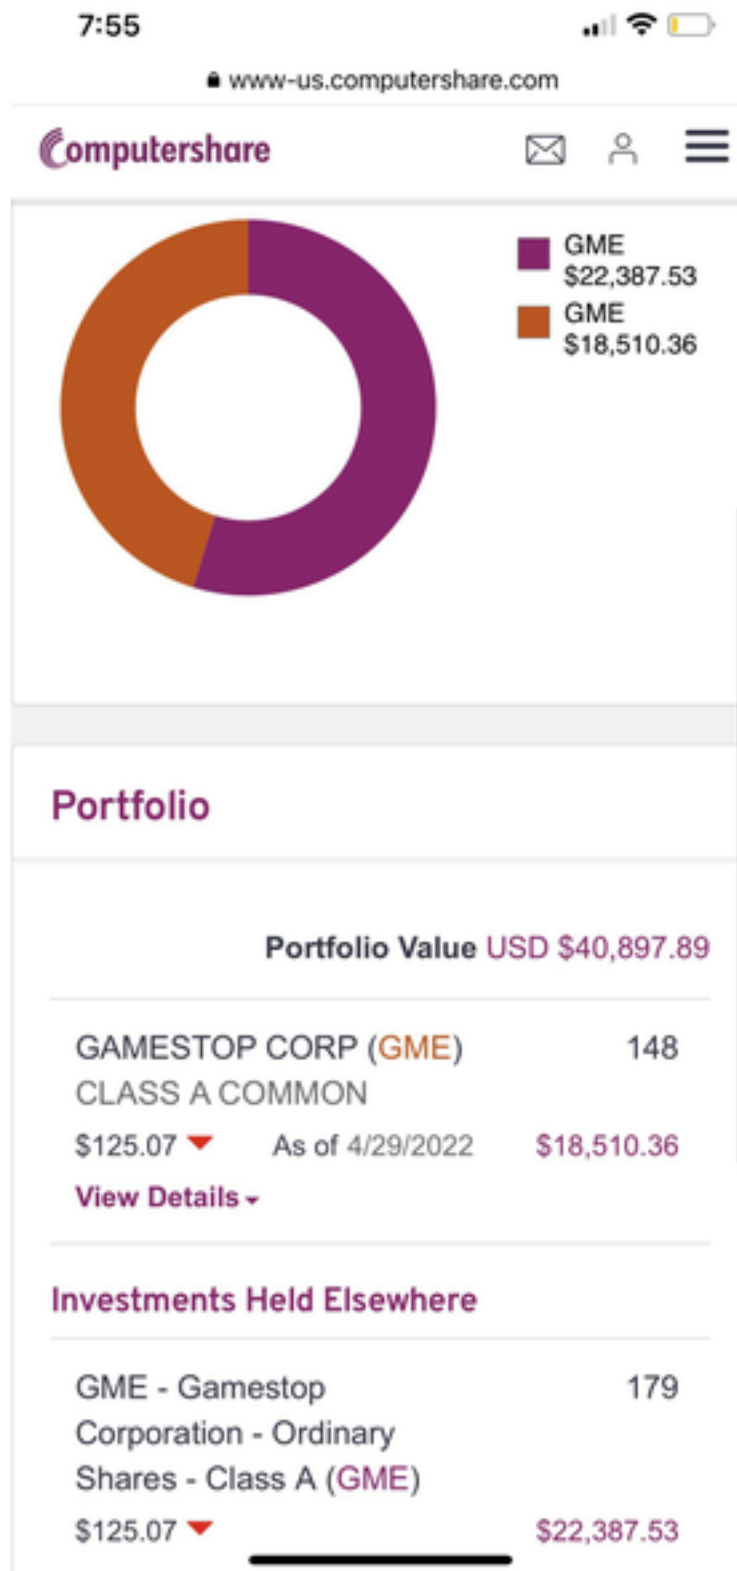 7:55
www-us.computershare.com
Computershare
GME
$22,387.53
GME
$18,510.36
Portfolio
Portfolio Value USD $40,897.89
GAMESTOP CORP (GME) 148
CLASS A COMMON
$125.07 As of 4/29/2022 $18,510.36
View Details
Investments Held Elsewhere
GME - Gamestop 179
Corporation - Ordinary
Shares - Class A (GME)
$125.07 $22,387.53